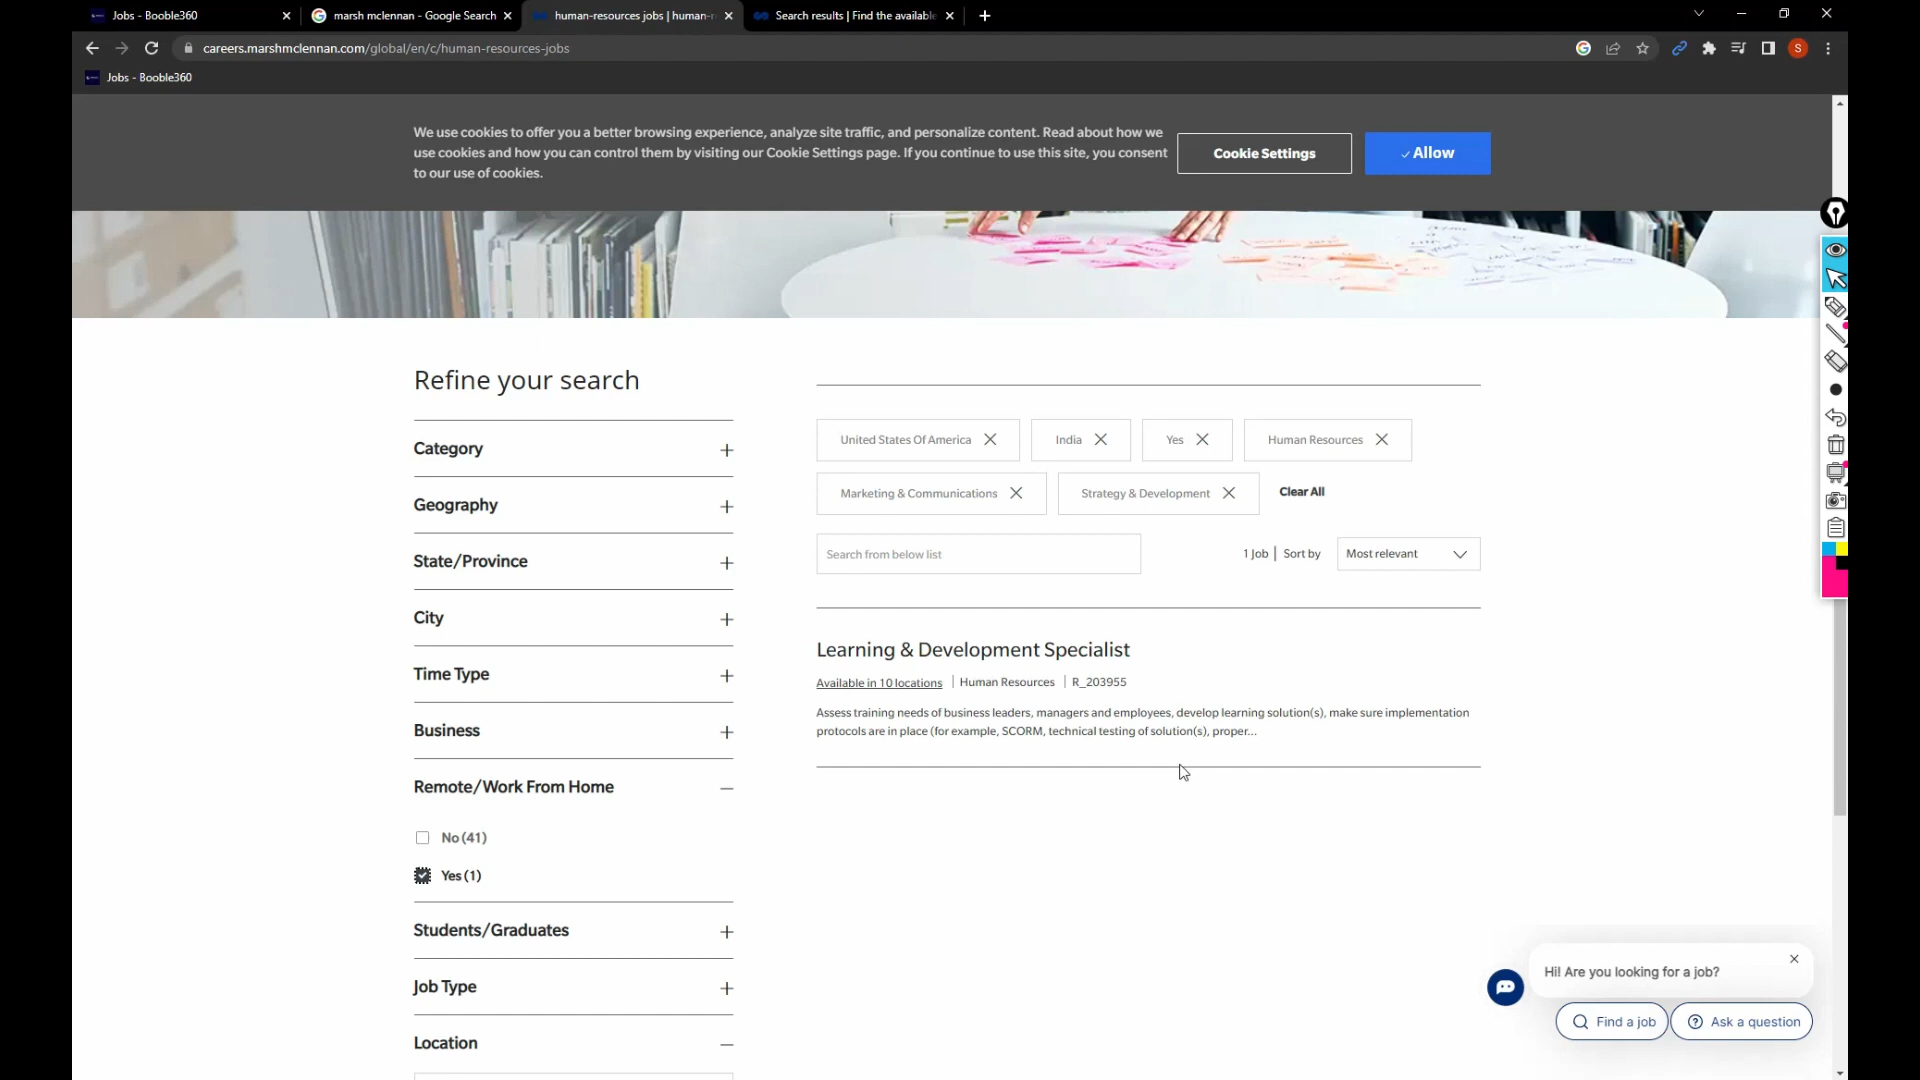 Jobs - Booble360
marsh mclennan - Google Search
human-resources jobs | human-r
Search results | Find the available
careers.marshmclennan.com/global/en/c/human-resources-jobs
S
Jobs - Booble360
We use cookies to offer you a better browsing experience, analyze site traffic, and personalize content. Read about how we
use cookies and how you can control them by visiting our Cookie Settings page. If you continue to use this site, you consent
to our use of cookies.
Cookie Settings
Allow
Refine your search
Category
Geography
State/Province
City
Time Type
Business
Remote/Work From Home
No (41)
Yes (1)
Students/Graduates
Job Type
Location
United States Of America
India
Yes
Human Resources
Marketing & Communications
Strategy & Development
Clear All
Search from below list
1 Job | Sort by
Most relevant
Learning & Development Specialist
Available in 10 locations | Human Resources | R_203955
Assess training needs of business leaders, managers and employees, develop learning solution(s), make sure implementation
protocols are in place (for example, SCORM, technical testing of solution(s), proper...
Hi! Are you looking for a job?
Find a job
Ask a question